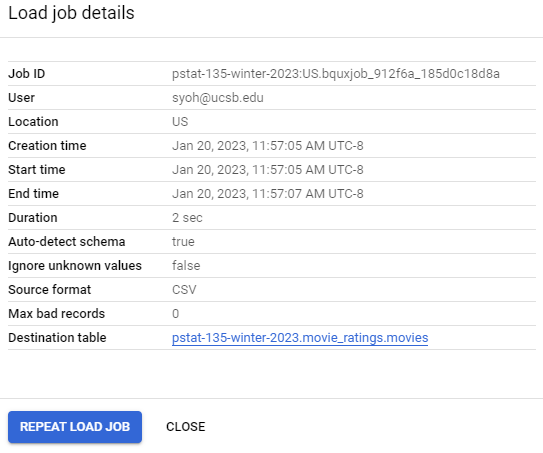 Load job details
Job ID pstat-135-winter-2023:US.bquxjob_912f6a_185d0c18d8a
User syoh@ucsb.edu
Location US
Creation time Jan 20, 2023, 11:57:05 AM UTC-8
Start time Jan 20, 2023, 11:57:05 AM UTC-8
End time Jan 20, 2023, 11:57:07 AM UTC-8
Duration 2 sec
Auto-detect schema true
Ignore unknown values false
Source format CSV
Max bad records 0
Destination table pstat-135-winter-2023.movie_ratings.movies
REPEAT LOAD JOB CLOSE